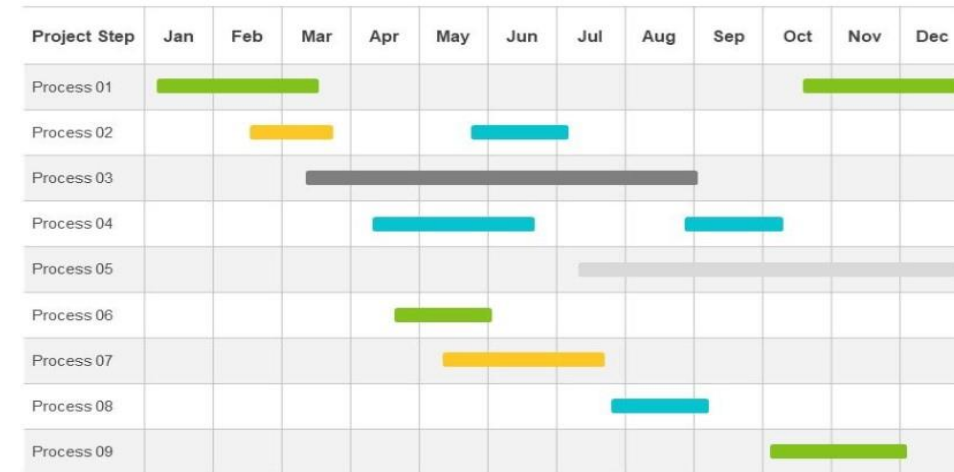 Project Step Jan Feb Mar Apr May Jun Jul Aug Sep Oct Nov Dec
Process 01
Process 02
Process 03
Process 04
Process 05
Process 06
Process 07
Process 08
Process 09